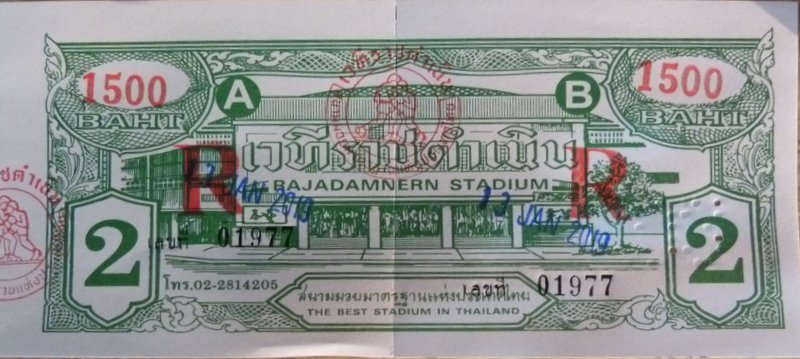 1500 BAHT
A
B
1500 BAHT
R
R
เวทีราชดำเนิน
RAJADAMNERN STADIUM
JAN 2019
13 JAN 2019
2
2
เลขที่ 01977
โทร.02-2814205
เลขที่ 01977
สนามมวยมาตรฐานแห่งประเทศไทย
THE BEST STADIUM IN THAILAND